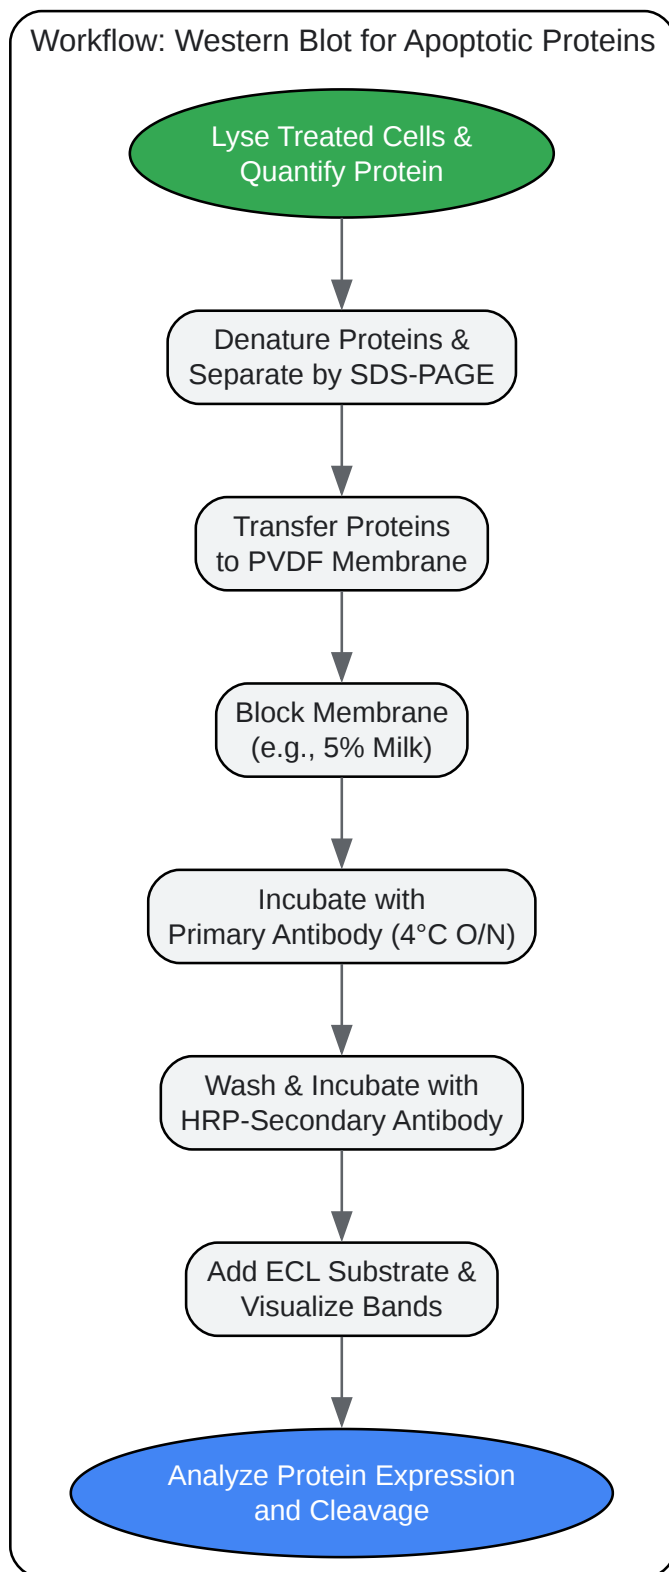 Workflow: Western Blot for Apoptotic Proteins
Lyse Treated Cells &
Quantify Protein
Denature Proteins &
Separate by SDS-PAGE
Transfer Proteins
to PVDF Membrane
Block Membrane
(e.g., 5% Milk)
Incubate with
Primary Antibody (4°C O/N)
Wash & Incubate with
HRP-Secondary Antibody
Add ECL Substrate &
Visualize Bands
Analyze Protein Expression
and Cleavage